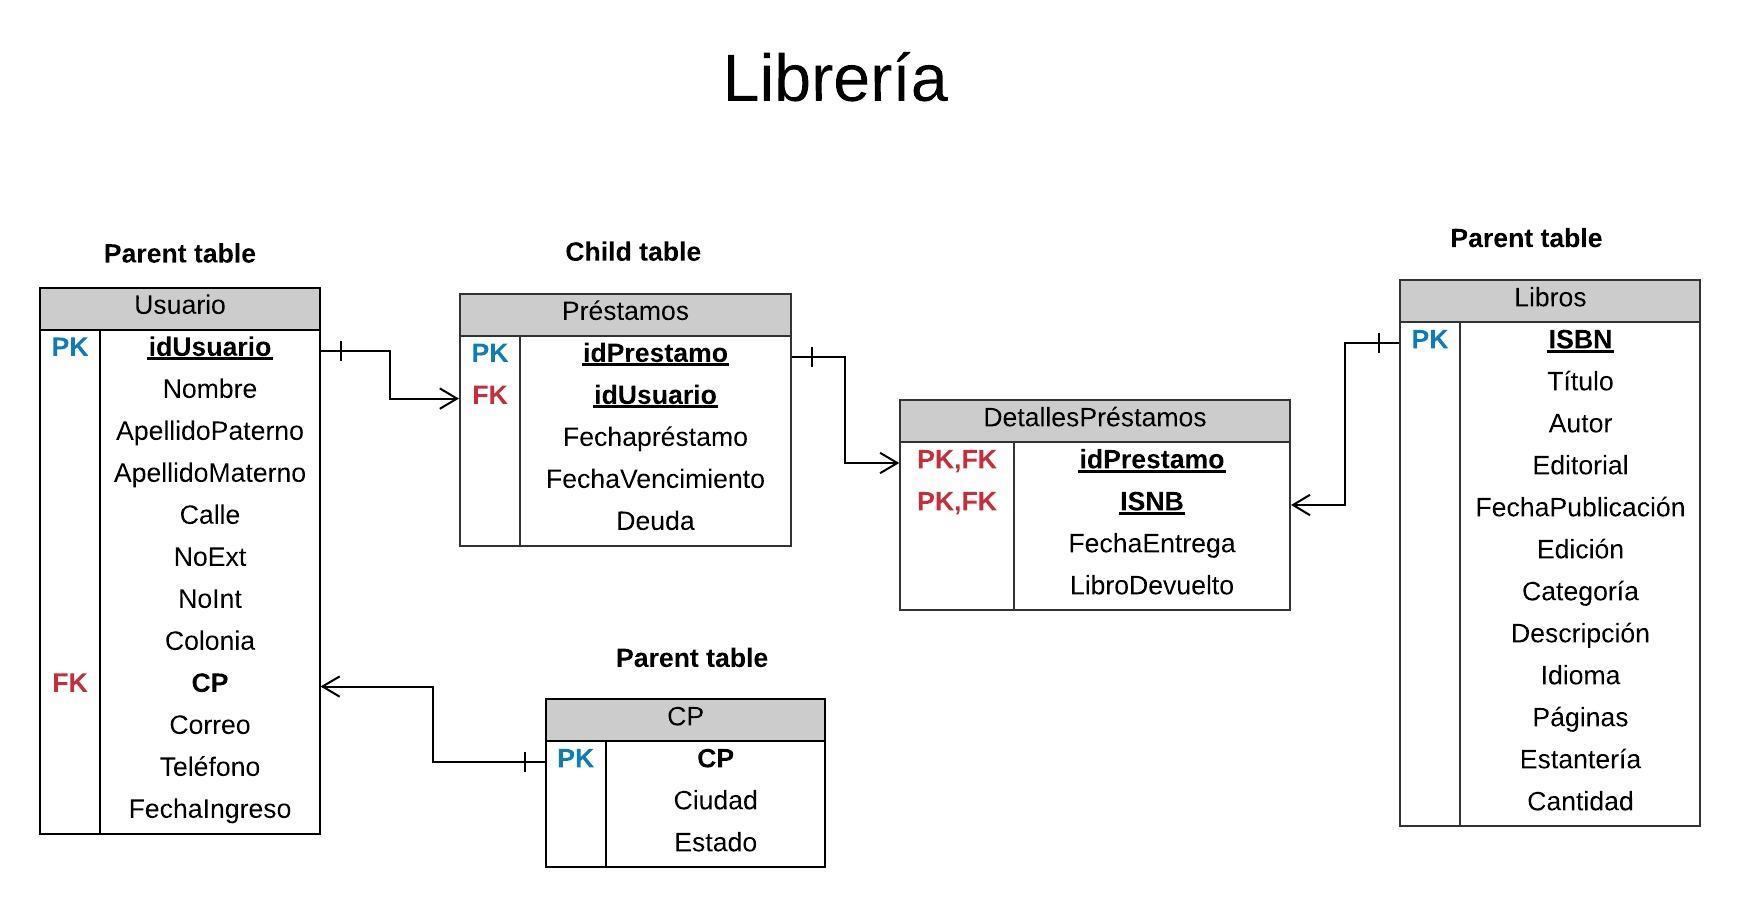 Librería
Parent table
Usuario
PK idUsuario
Nombre
ApellidoPaterno
ApellidoMaterno
Calle
NoExt
NoInt
Colonia
FK CP
Correo
Teléfono
FechaIngreso
Child table
Préstamos
PK idPrestamo
FK idUsuario
Fechapréstamo
FechaVencimiento
Deuda
Parent table
CP
PK CP
Ciudad
Estado
DetallesPréstamos
PK,FK idPrestamo
PK,FK ISNB
FechaEntrega
LibroDevuelto
Parent table
Libros
PK ISBN
Título
Autor
Editorial
FechaPublicación
Edición
Categoría
Descripción
Idioma
Páginas
Estantería
Cantidad